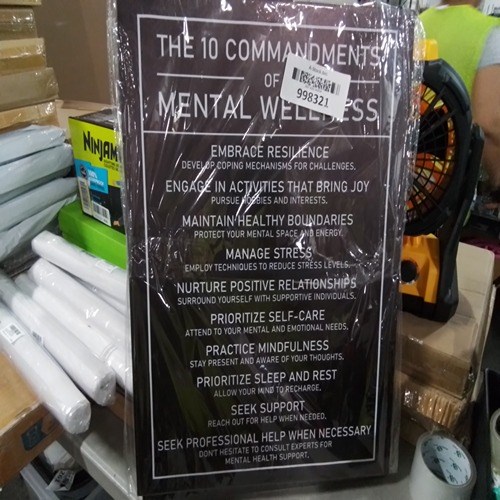 THE 10 COMMANDMENTS
OF
MENTAL WELLNESS
998321
EMBRACE RESILIENCE
DEVELOP COPING MECHANISMS FOR CHALLENGES.
ENGAGE IN ACTIVITIES THAT BRING JOY
PURSUE HOBBIES AND INTERESTS.
MAINTAIN HEALTHY BOUNDARIES
PROTECT YOUR MENTAL SPACE AND ENERGY.
MANAGE STRESS
EMPLOY TECHNIQUES TO REDUCE STRESS LEVELS.
NURTURE POSITIVE RELATIONSHIPS
SURROUND YOURSELF WITH SUPPORTIVE INDIVIDUALS.
PRIORITIZE SELF-CARE
ATTEND TO YOUR MENTAL AND EMOTIONAL NEEDS.
PRACTICE MINDFULNESS
STAY PRESENT AND AWARE OF YOUR THOUGHTS.
PRIORITIZE SLEEP AND REST
ALLOW YOUR MIND TO RECHARGE.
SEEK SUPPORT
REACH OUT FOR HELP WHEN NEEDED.
SEEK PROFESSIONAL HELP WHEN NECESSARY
DON'T HESITATE TO CONSULT EXPERTS FOR
MENTAL HEALTH SUPPORT.
NINJAM